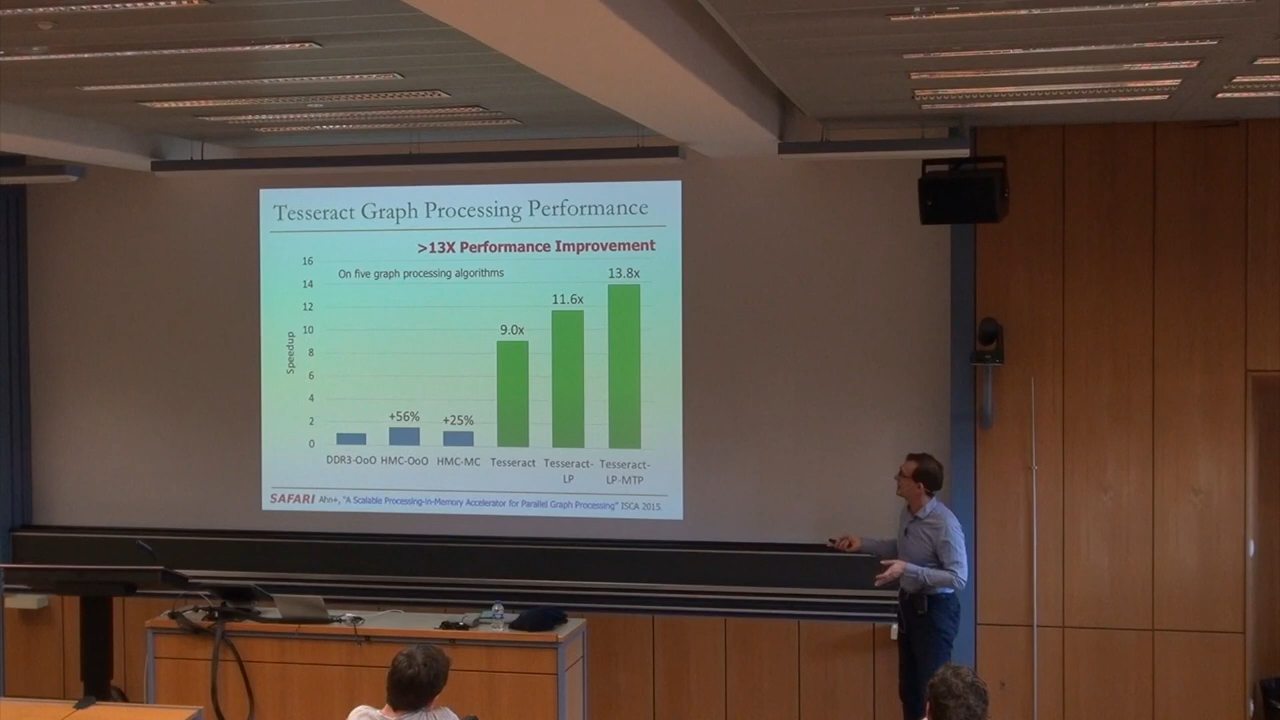 Tesseract Graph Processing Performance
>13X Performance Improvement
On five graph processing algorithms
Speedup
16
14
12
10
8
6
4
2
0
+56%
+25%
9.0x
11.6x
13.8x
DDR3-OoO HMC-OoO HMC-MC Tesseract Tesseract- Tesseract-
LP LP-MTP
SAFARI Ahn+, "A Scalable Processing-in-Memory Accelerator for Parallel Graph Processing" ISCA 2015.